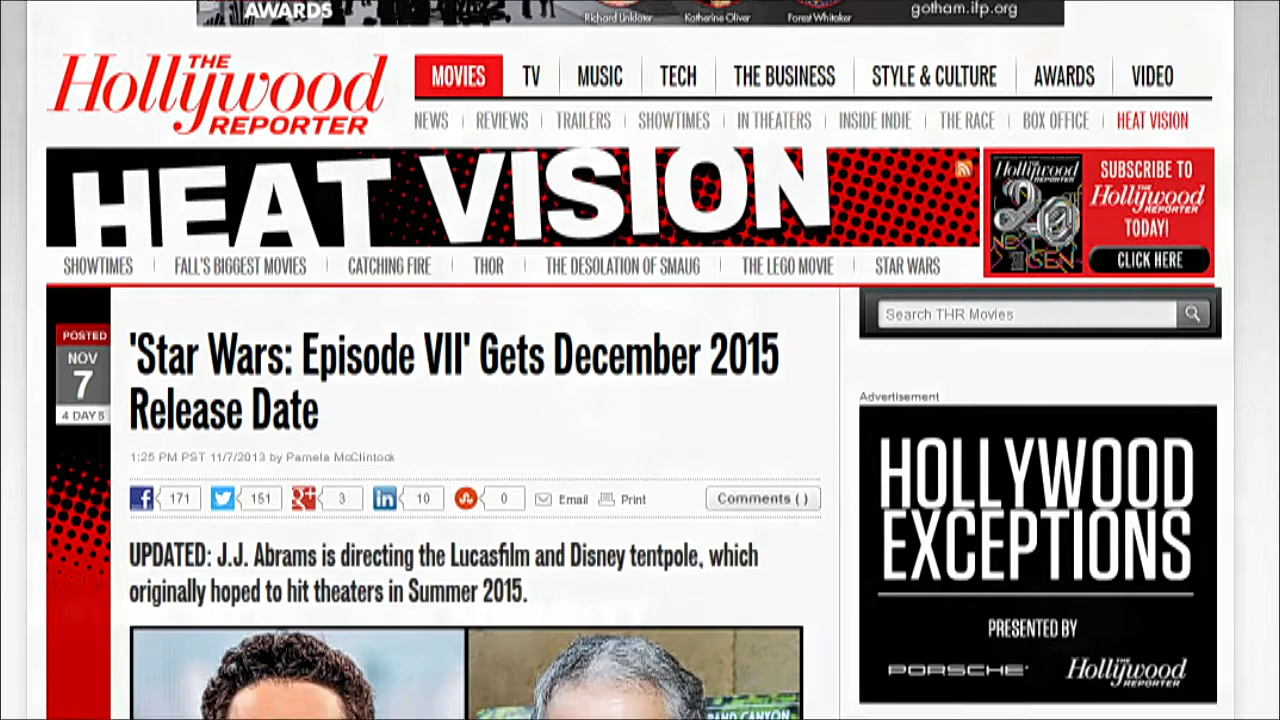 AWARDS
Richard Linklater
Katherine Oliver
Forest Whitaker
gotham.ifp.org
THE
Hollywood
REPORTER
MOVIES TV MUSIC TECH THE BUSINESS STYLE & CULTURE AWARDS VIDEO
NEWS REVIEWS TRAILERS SHOWTIMES IN THEATERS INSIDE INDIE THE RACE BOX OFFICE HEAT VISION
HEAT VISION
Hollywood
REPORTER
20
NEXT
GEN
SUBSCRIBE TO
THE
Hollywood
REPORTER
TODAY!
CLICK HERE
SHOWTIMES FALL'S BIGGEST MOVIES CATCHING FIRE THOR THE DESOLATION OF SMAUG THE LEGO MOVIE STAR WARS
Search THR Movies
POSTED
NOV
7
4 DAYS
'Star Wars: Episode VII' Gets December 2015
Release Date
1:25 PM PST 11/7/2013 by Pamela McClintock
171 151 3 10 0 Email Print Comments ( )
UPDATED: J.J. Abrams is directing the Lucasfilm and Disney tentpole, which
originally hoped to hit theaters in Summer 2015.
Advertisement
HOLLYWOOD
EXCEPTIONS
PRESENTED BY
PORSCHE
THE
Hollywood
REPORTER